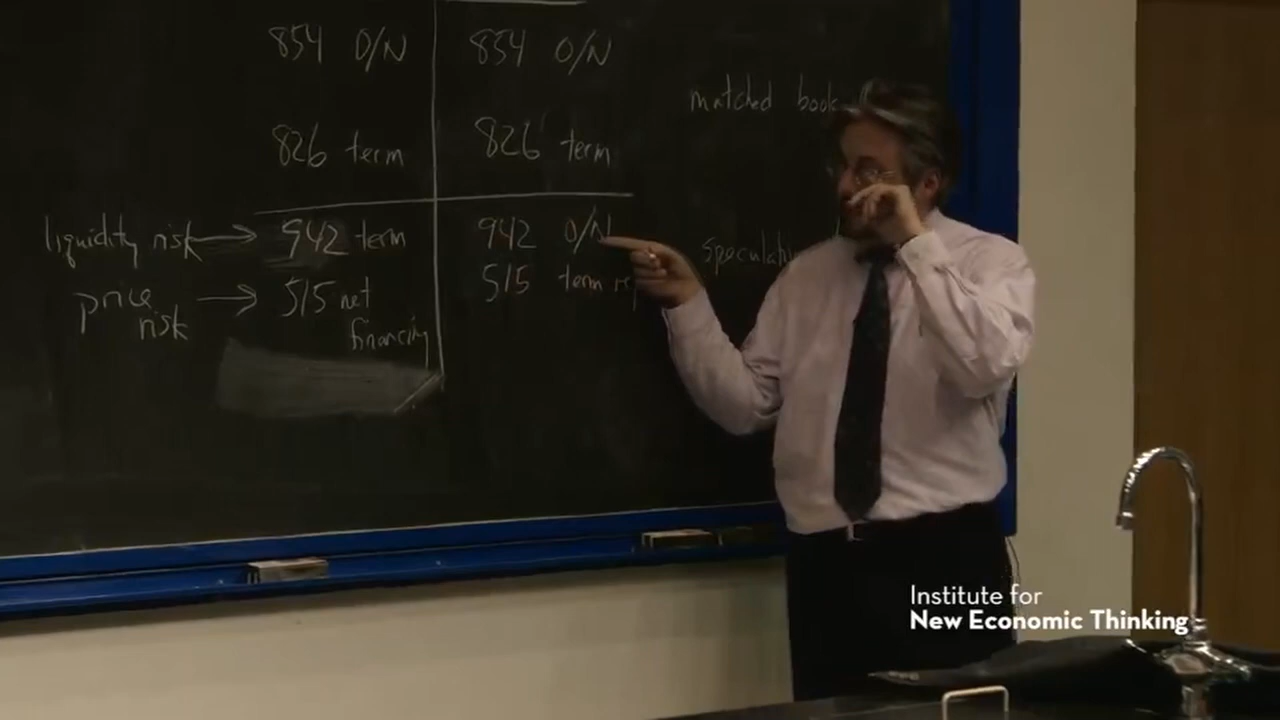 854 O/N 854 O/N
matched book
826 term 826 term
liquidity risk → 942 term 942 O/N
price risk → 515 net financing 515 term
Institute for
New Economic Thinking